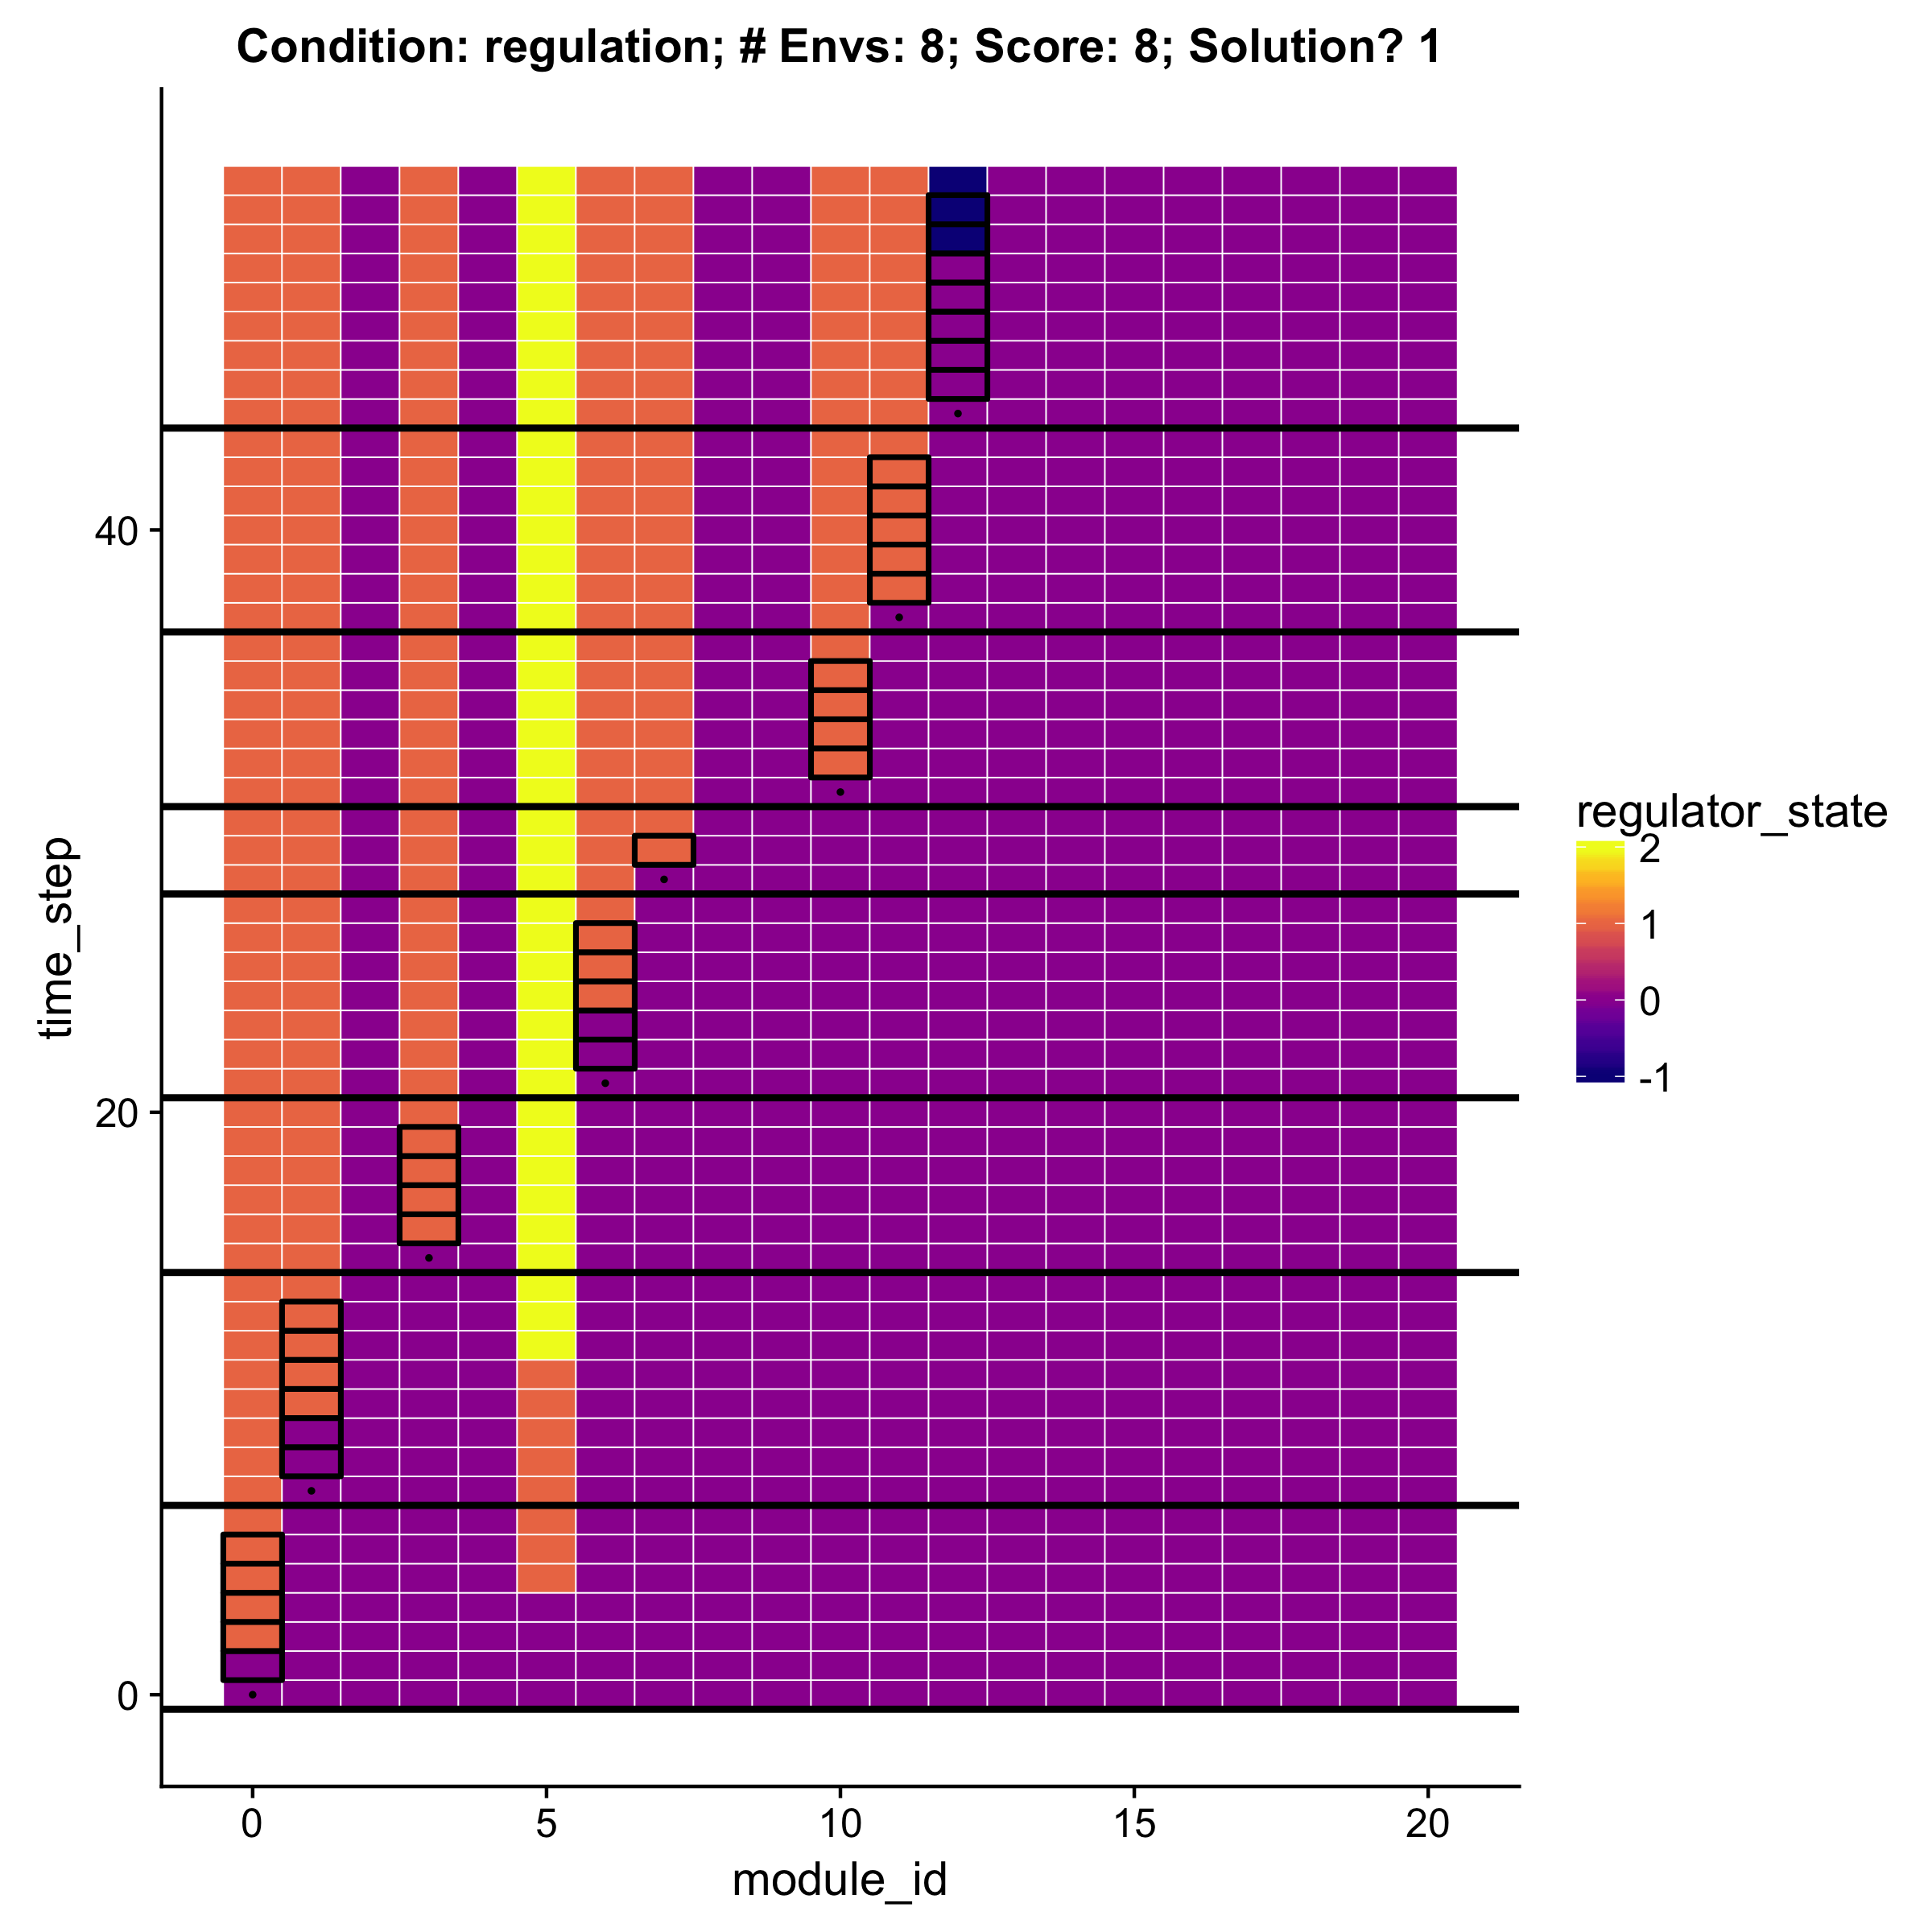 Condition: regulation; # Envs: 8; Score: 8; Solution? 1
time_step
40
20
0
0 5 10 15 20
module_id
regulator_state
2
1
0
-1